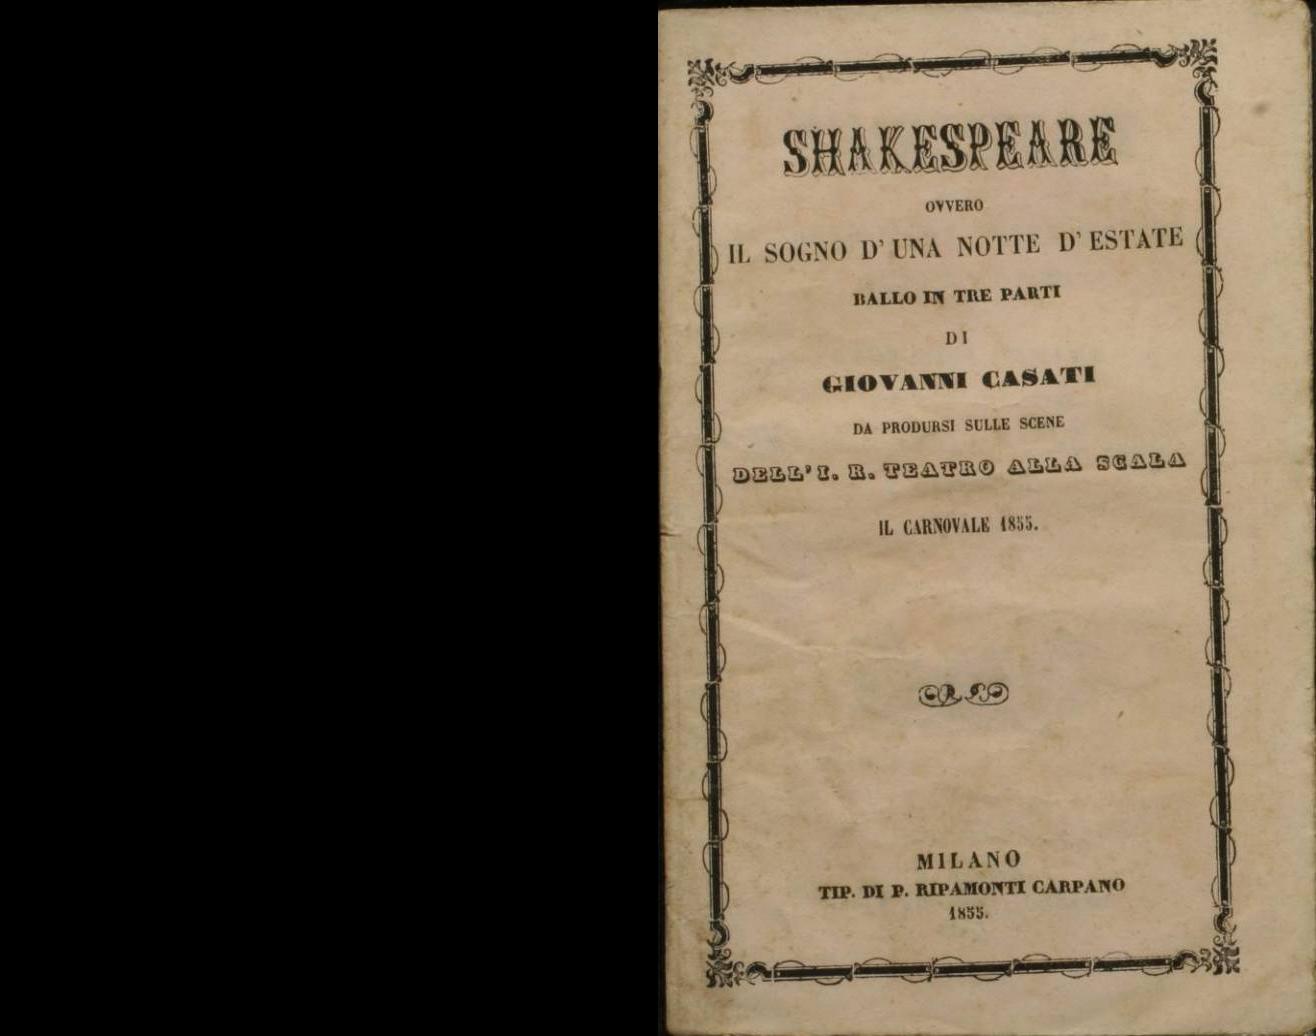 SHAKESPEARE
OVVERO
IL SOGNO D' UNA NOTTE D' ESTATE
BALLO IN TRE PARTI
DI
GIOVANNI CASATI
DA PRODURSI SULLE SCENE
DELL' I. R. TEATRO ALLA SCALA
IL CARNOVALE 1855.
MILANO
TIP. DI P. RIPAMONTI CARPANO
1855.